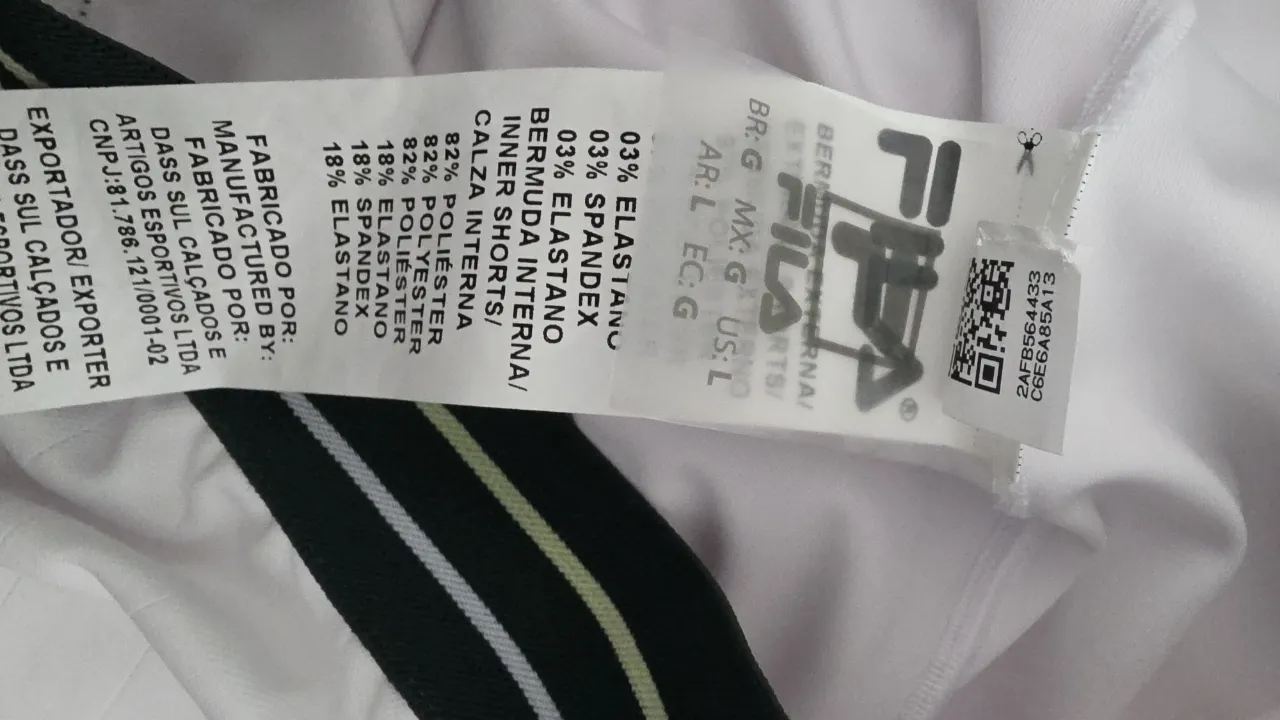 2AFB564433
C6E6A85A13
FILA®
FILA
BR: G MX: G US: L
AR: L EC: G
03% ELASTANO
03% SPANDEX
03% ELASTANO
BERMUDA INTERNA/
INNER SHORTS/
CALZA INTERNA
82% POLIÉSTER
82% POLYESTER
82% POLIÉSTER
18% ELASTANO
18% SPANDEX
18% ELASTANO
FABRICADO POR:
MANUFACTURED BY:
FABRICADO POR:
DASS SUL CALÇADOS E
ARTIGOS ESPORTIVOS LTDA
CNPJ:81.786.121/0001-02
EXPORTADOR/ EXPORTER
DASS SUL CALÇADOS E
ESPORTIVOS LTDA